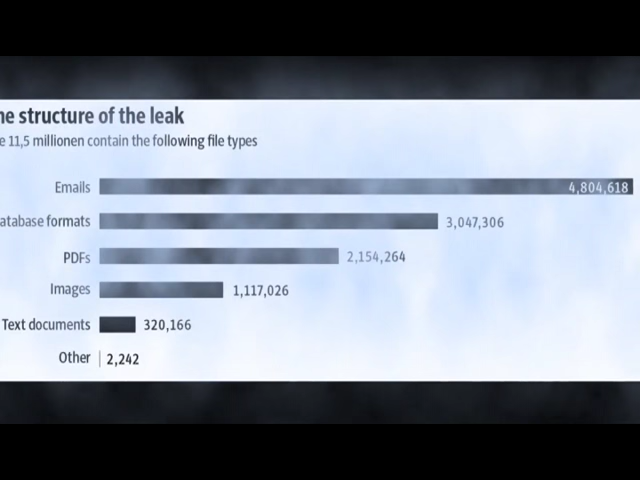 he structure of the leak
e 11,5 millionen contain the following file types
Emails 4,804,618
atabase formats 3,047,306
PDFs 2,154,264
Images 1,117,026
Text documents 320,166
Other 2,242